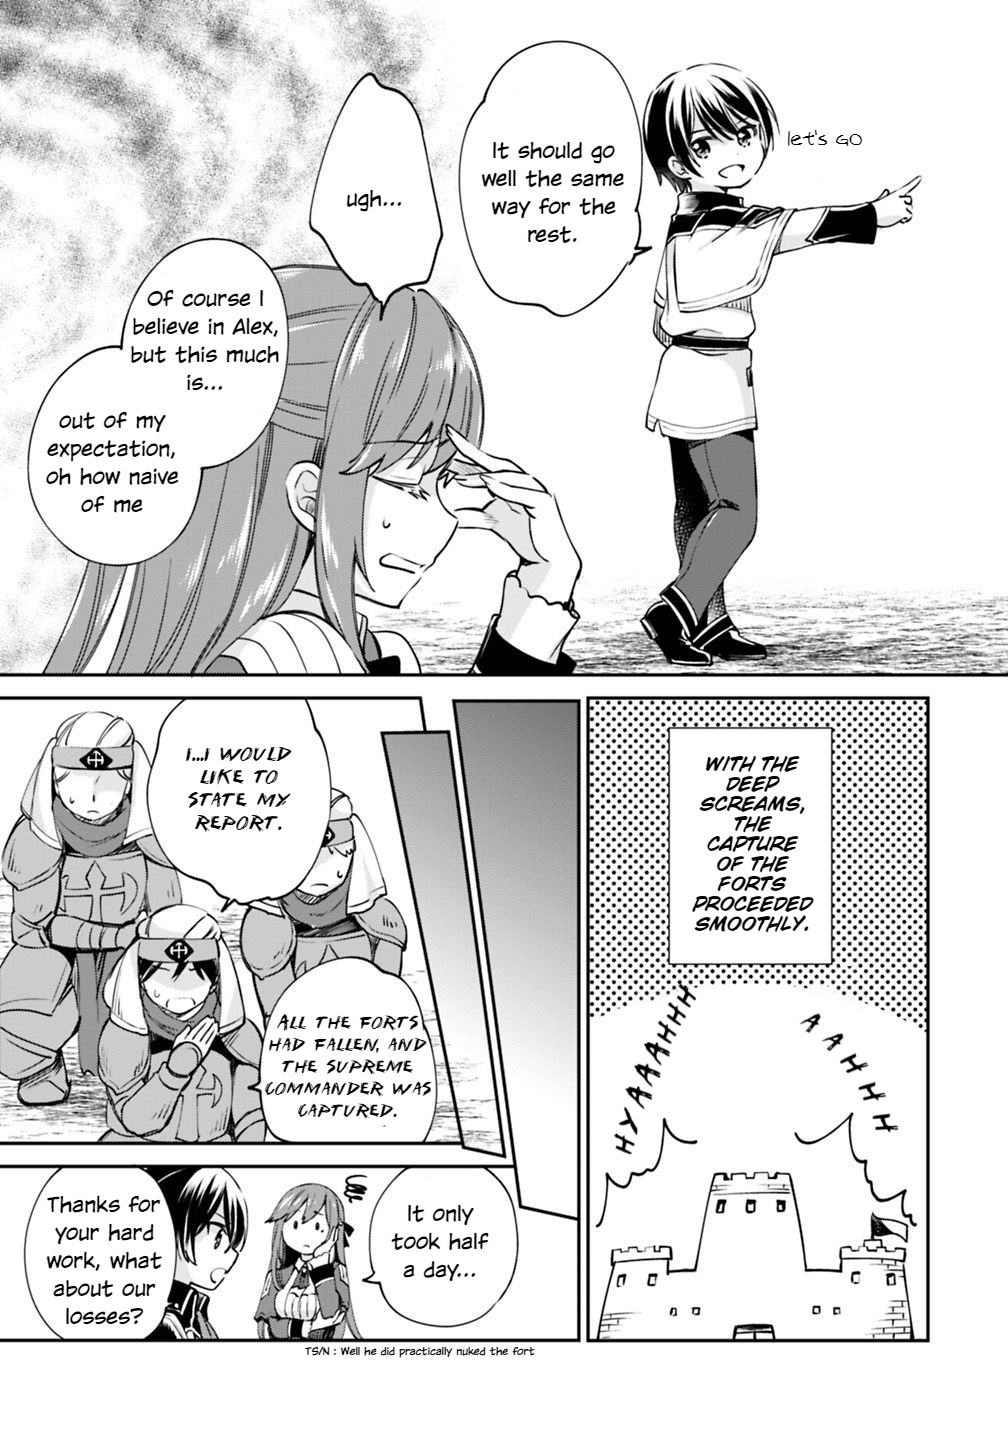 let's GO
It should go
well the same
way for the
rest.
ugh...
Of course I
believe in Alex,
but this much
is...
out of my
expectation,
oh how naive
of me
WITH THE
DEEP
SCREAMS,
THE
CAPTURE
OF THE
FORTS
PROCEEDED
SMOOTHLY.
AAHHH
HYAAAAHHH
I...I WOULD
LIKE TO
STATE MY
REPORT.
ALL THE FORTS
HAD FALLEN, AND
THE SUPREME
COMMANDER WAS
CAPTURED.
It only
took half
a day...
Thanks for
your hard
work, what
about our
losses?
TS/N : Well he did practically nuked the fort